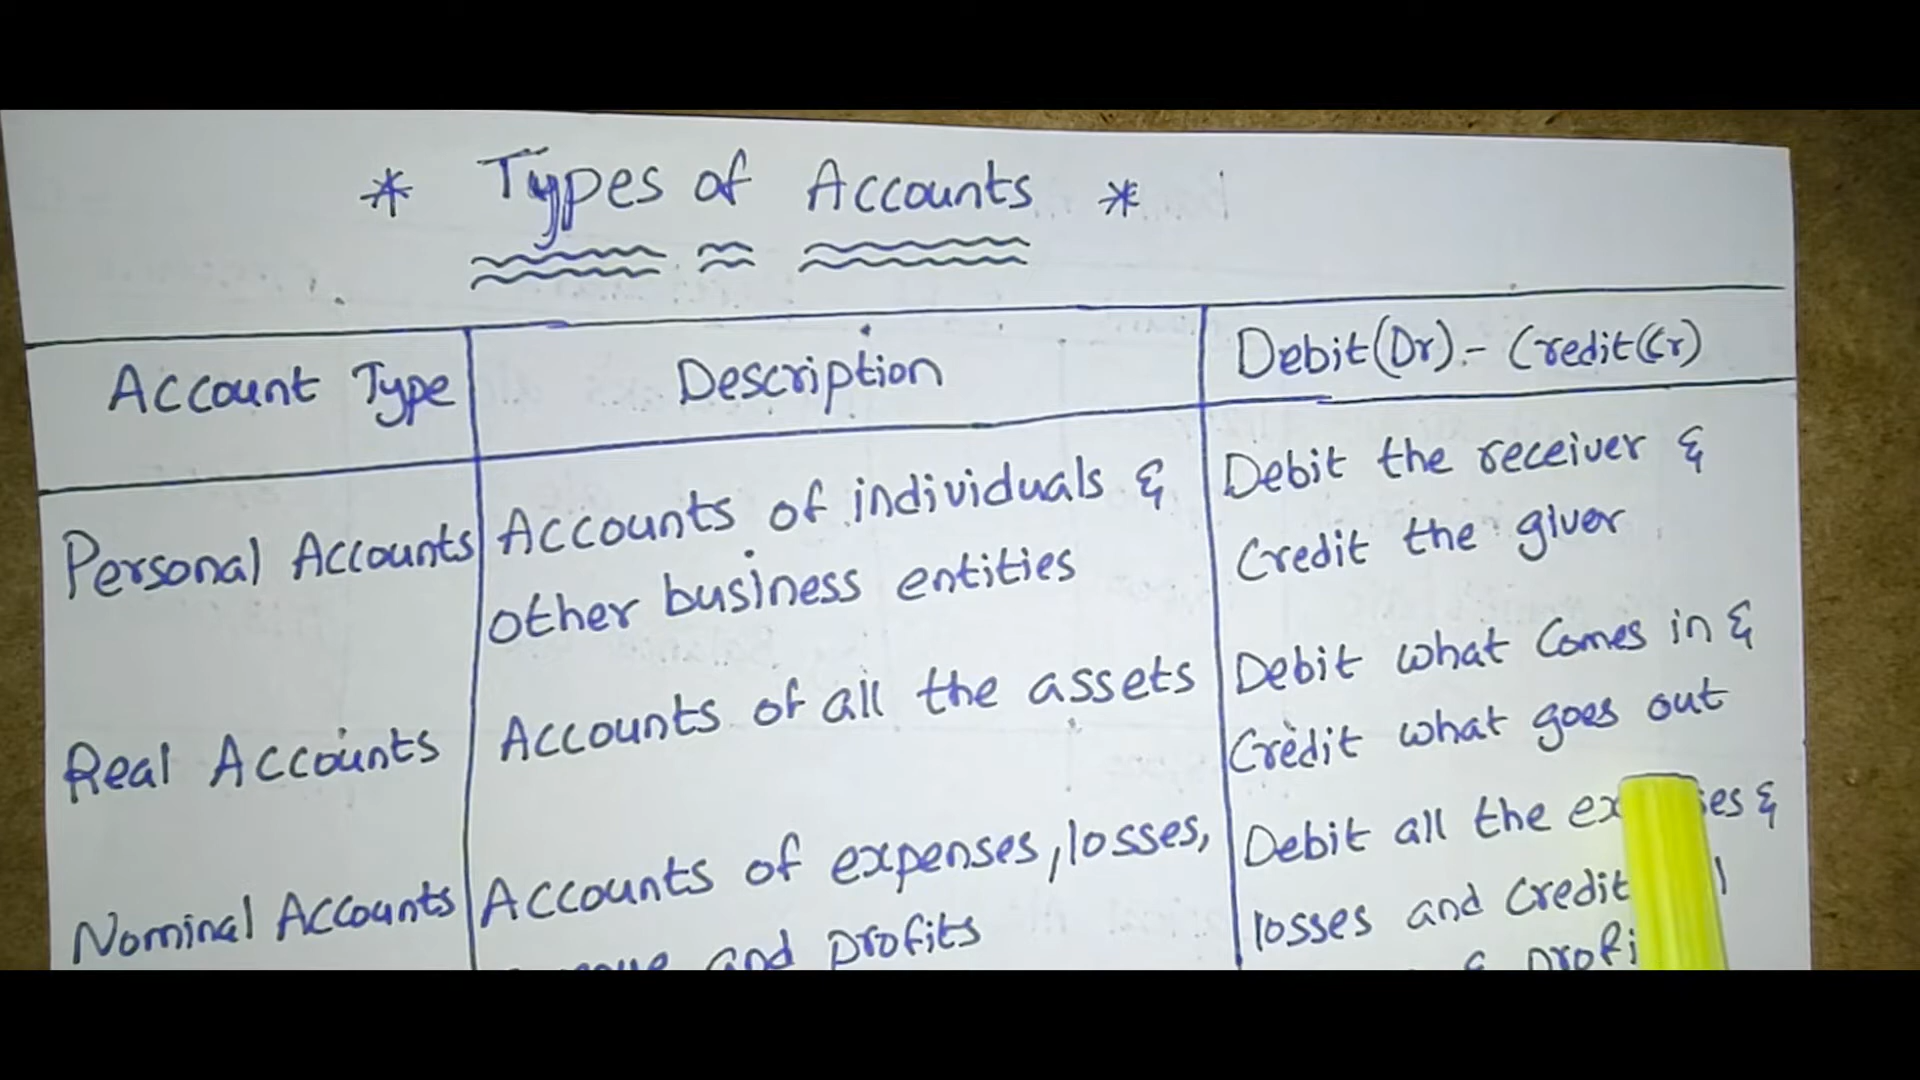 * Types of Accounts *
Account Type
Description
Debit (Dr) - Credit (Cr)
Personal Accounts
Accounts of individuals &
other business entities
Debit the receiver &
Credit the giver
Real Accounts
Accounts of all the assets
Debit what comes in &
Credit what goes out
Nominal Accounts
Accounts of expenses, losses,
and profits
Debit all the
&
losses and credit
&